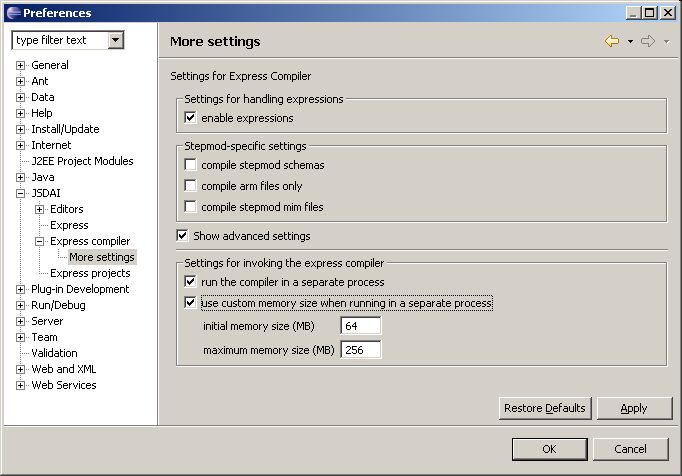 Preferences
type filter text
General
Ant
Data
Help
Install/Update
Internet
J2EE Project Modules
Java
JSDAI
Editors
Express
Express compiler
More settings
Express projects
Plug-in Development
Run/Debug
Server
Team
Validation
Web and XML
Web Services
More settings
Settings for Express Compiler
Settings for handling expressions
enable expressions
Stepmod-specific settings
compile stepmod schemas
compile arm files only
compile stepmod mim files
Show advanced settings
Settings for invoking the express compiler
run the compiler in a separate process
use custom memory size when running in a separate process
initial memory size (MB) 64
maximum memory size (MB) 256
Restore Defaults Apply
OK Cancel